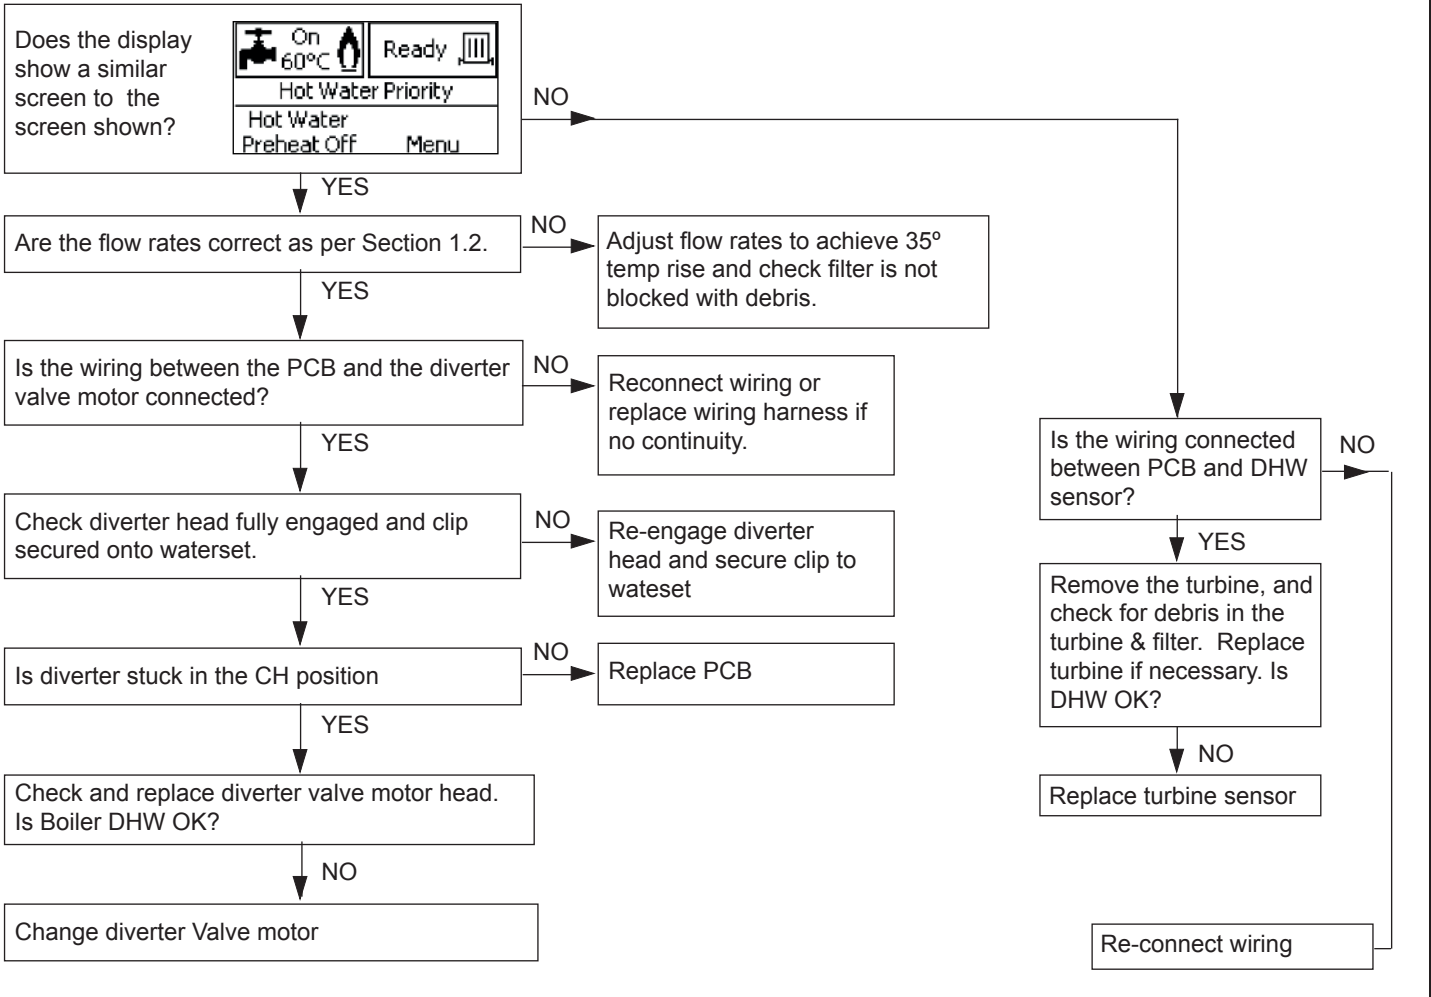 Does the display
show a similar
screen to  the
screen shown?
On
60ºC
Ready
Hot Water Priority
Hot Water
Preheat Off
Menu
NO
YES
Are the flow rates correct as per Section 1.2.
NO
Adjust flow rates to achieve 35º
temp rise and check filter is not
blocked with debris.
YES
Is the wiring between the PCB and the diverter
valve motor connected?
NO
Reconnect wiring or
replace wiring harness if
no continuity.
YES
Check diverter head fully engaged and clip
secured onto waterset.
NO
Re-engage diverter
head and secure clip to
wateset
YES
Is diverter stuck in the CH position
NO
Replace PCB
YES
Check and replace diverter valve motor head.
Is Boiler DHW OK?
NO
Change diverter Valve motor
Is the wiring connected
between PCB and DHW
sensor?
NO
YES
Remove the turbine, and
check for debris in the
turbine & filter.  Replace
turbine if necessary. Is
DHW OK?
NO
Replace turbine sensor
Re-connect wiring